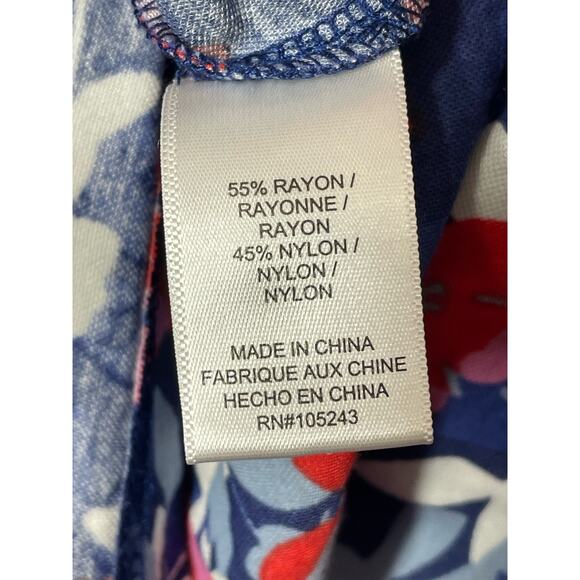 55% RAYON /
RAYONNE /
RAYON
45% NYLON /
NYLON /
NYLON
MADE IN CHINA
FABRIQUE AUX CHINE
HECHO EN CHINA
RN#105243